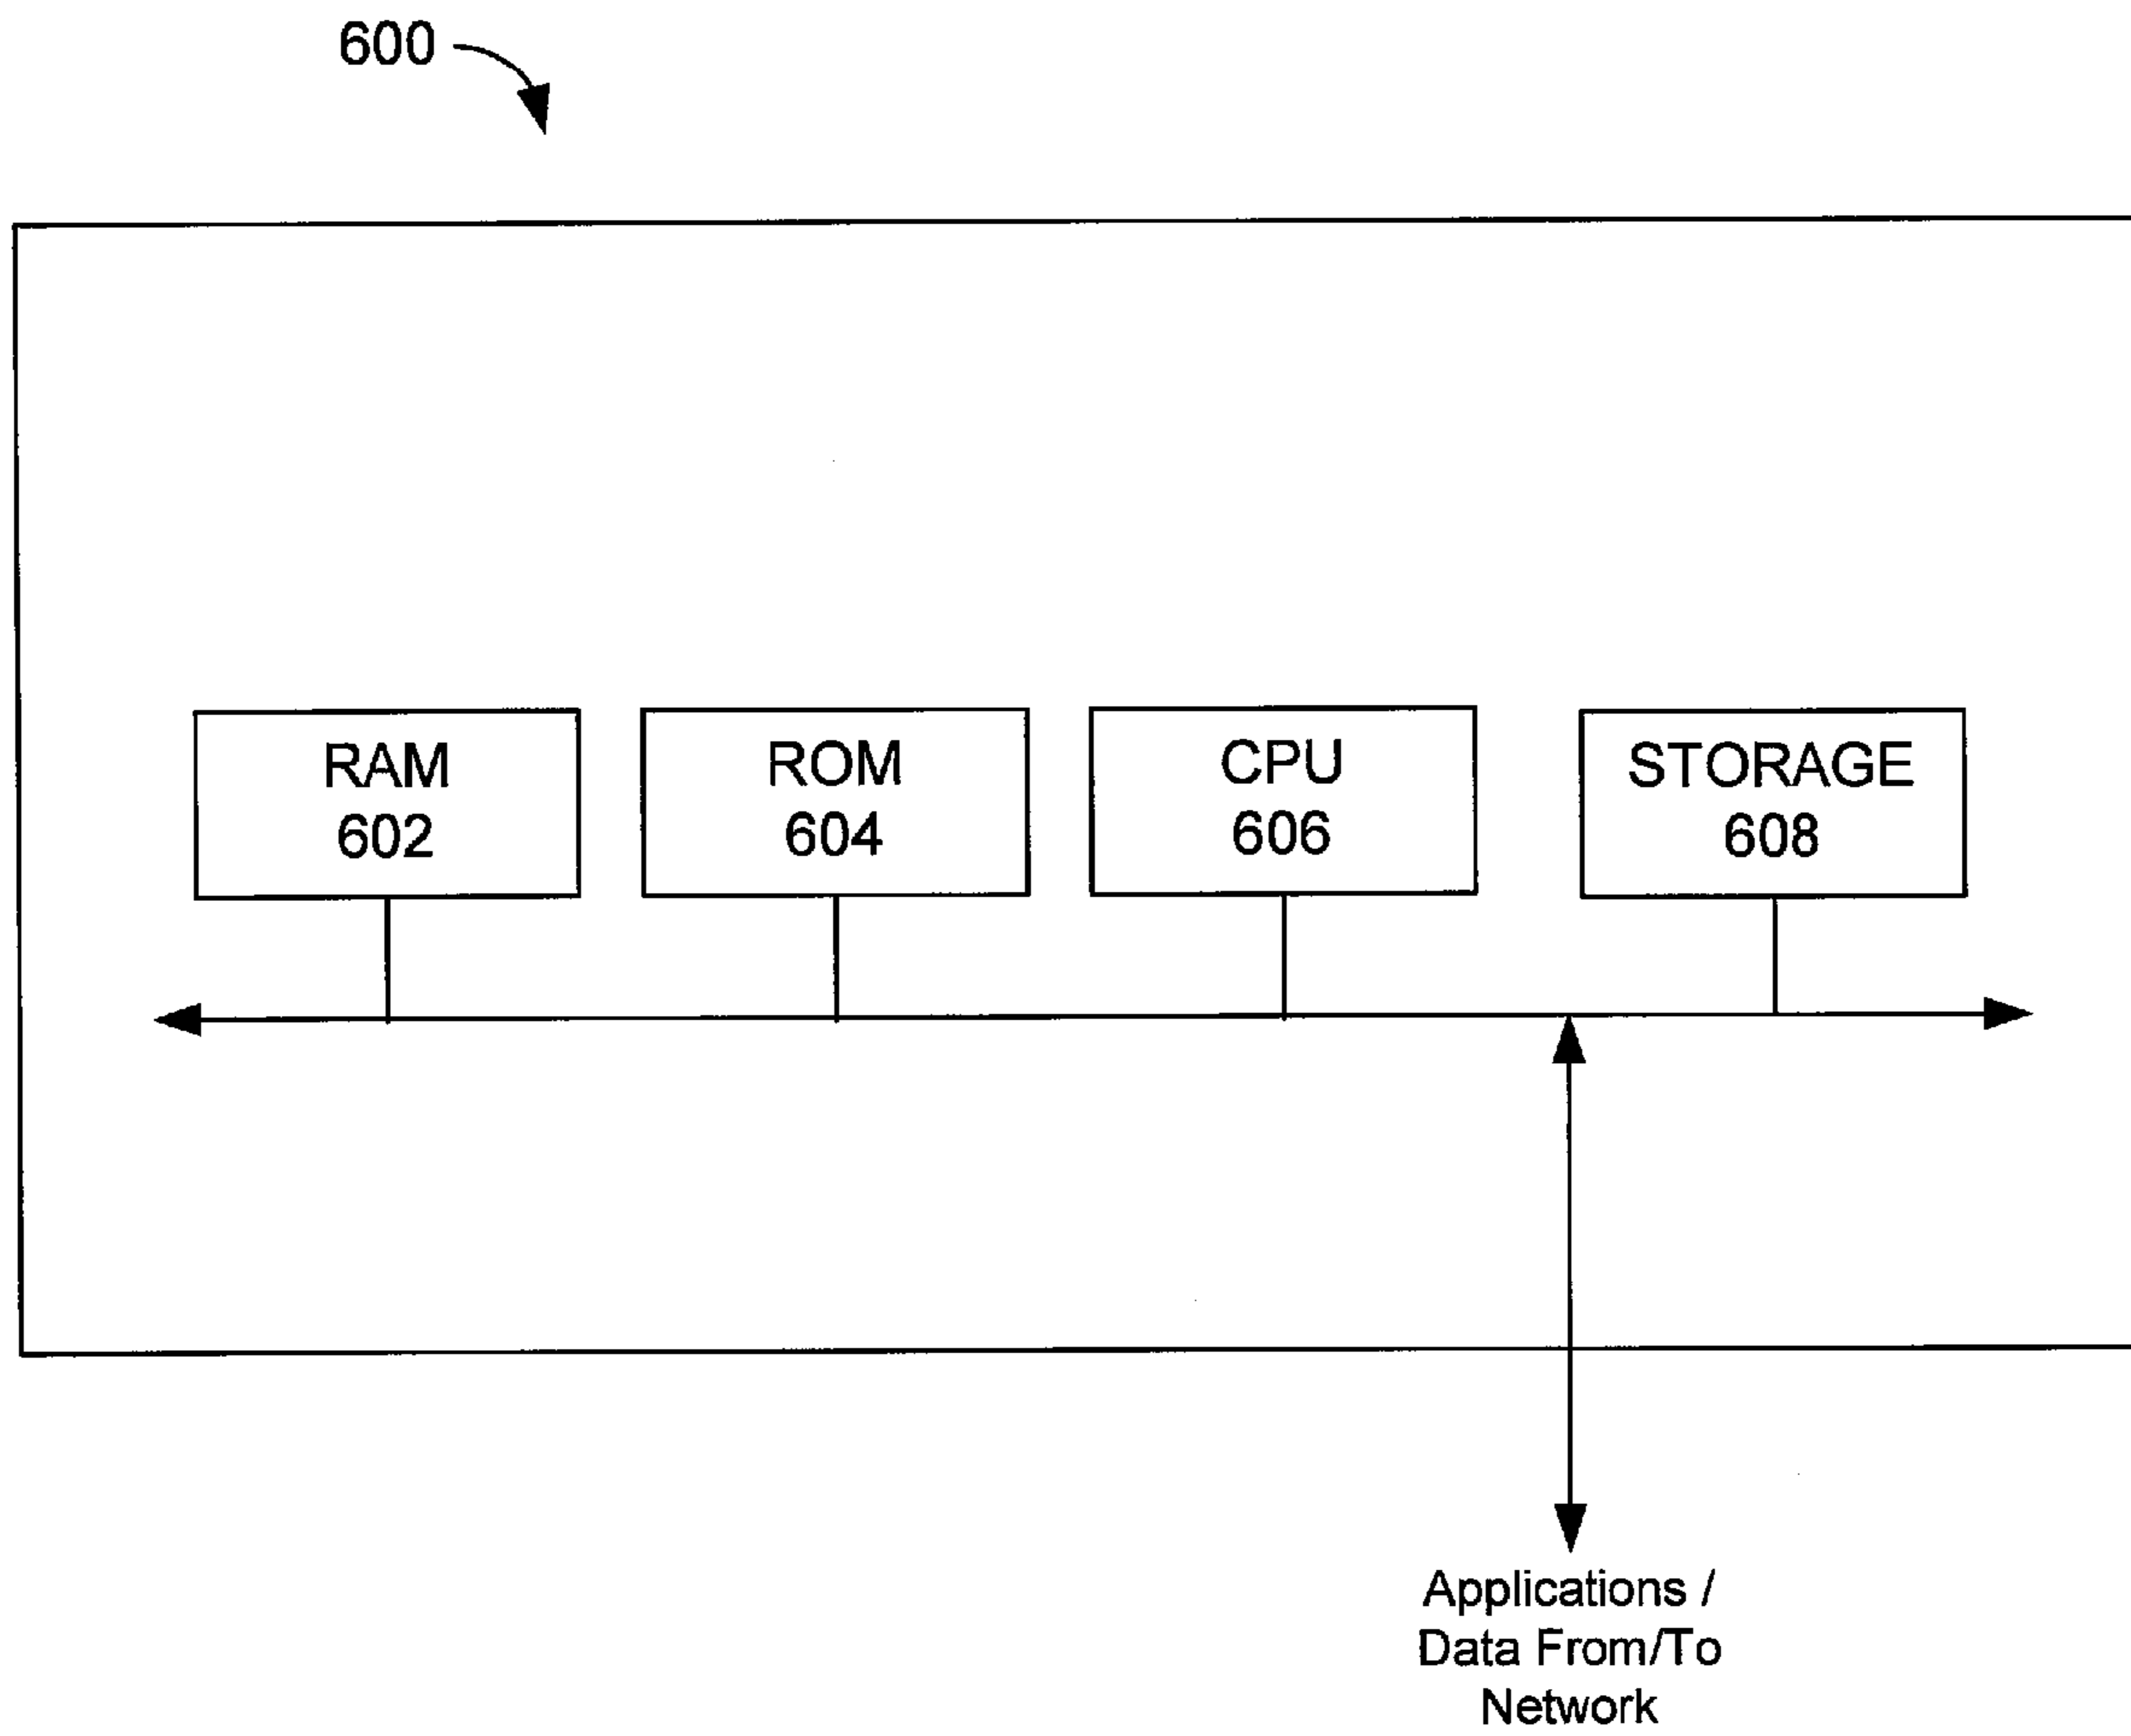 600
RAM
602
ROM
604
CPU
606
STORAGE
608
Applications /
Data From/To
Network